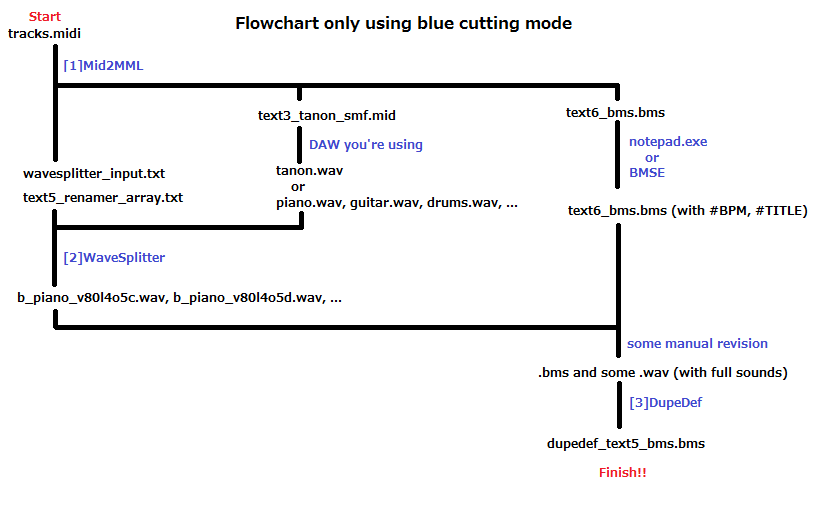 Start
Flowchart only using blue cutting mode
tracks.midi
[1]Mid2MML
text3_tanon_smf.mid
text6_bms.bms
DAW you're using
notepad.exe
or
BMSE
wavesplitter_input.txt
text5_renamer_array.txt
tanon.wav
or
piano.wav, guitar.wav, drums.wav, ...
text6_bms.bms (with #BPM, #TITLE)
[2]WaveSplitter
b_piano_v80l4o5c.wav, b_piano_v80l4o5d.wav, ...
some manual revision
.bms and some .wav (with full sounds)
[3]DupeDef
dupedef_text5_bms.bms
Finish!!